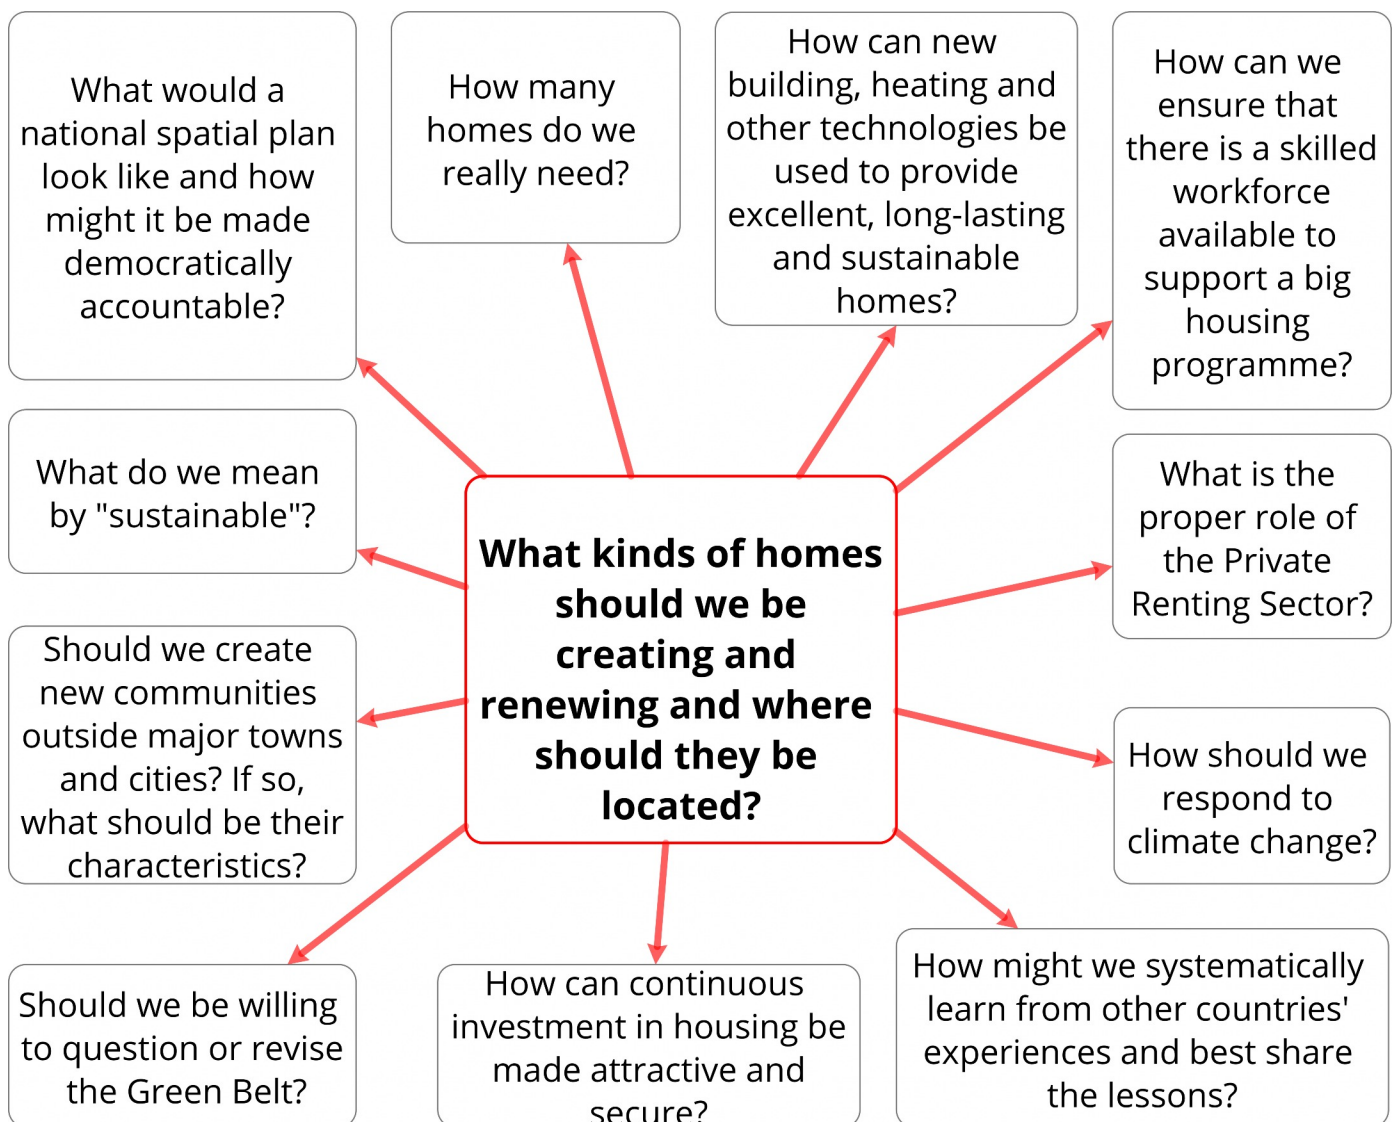 What would a
national spatial plan
look like and how
might it be made
democratically
accountable?
How many
homes do we
really need?
How can new
building, heating and
other technologies be
used to provide
excellent, long-lasting
and sustainable
homes?
How can we
ensure that
there is a skilled
workforce
available to
support a big
housing
programme?
What do we mean
by "sustainable"?
What kinds of homes
should we be
creating and
renewing and where
should they be
located?
What is the
proper role of
the Private
Renting Sector?
Should we create
new communities
outside major towns
and cities? If so,
what should be their
characteristics?
How should we
respond to
climate change?
Should we be willing
to question or revise
the Green Belt?
How can continuous
investment in housing be
made attractive and
secure?
How might we systematically
learn from other countries'
experiences and best share
the lessons?